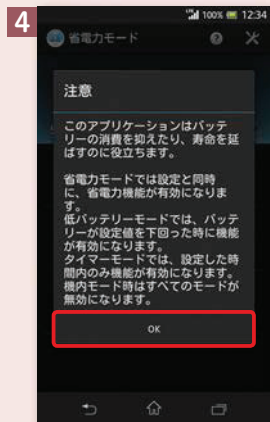 4
100% 12:34
省電力モード
注意
このアプリケーションはバッテ
リーの消費を抑えたり、寿命を延
ばすのに役立ちます。
省電力モードでは設定と同時
に、省電力機能が有効になりま
す。
低バッテリーモードでは、バッテ
リーが設定値を下回った時に機能
が有効になります。
タイマーモードでは、設定した時
間内のみ機能が有効になります。
機内モード時はすべてのモードが
無効になります。
OK